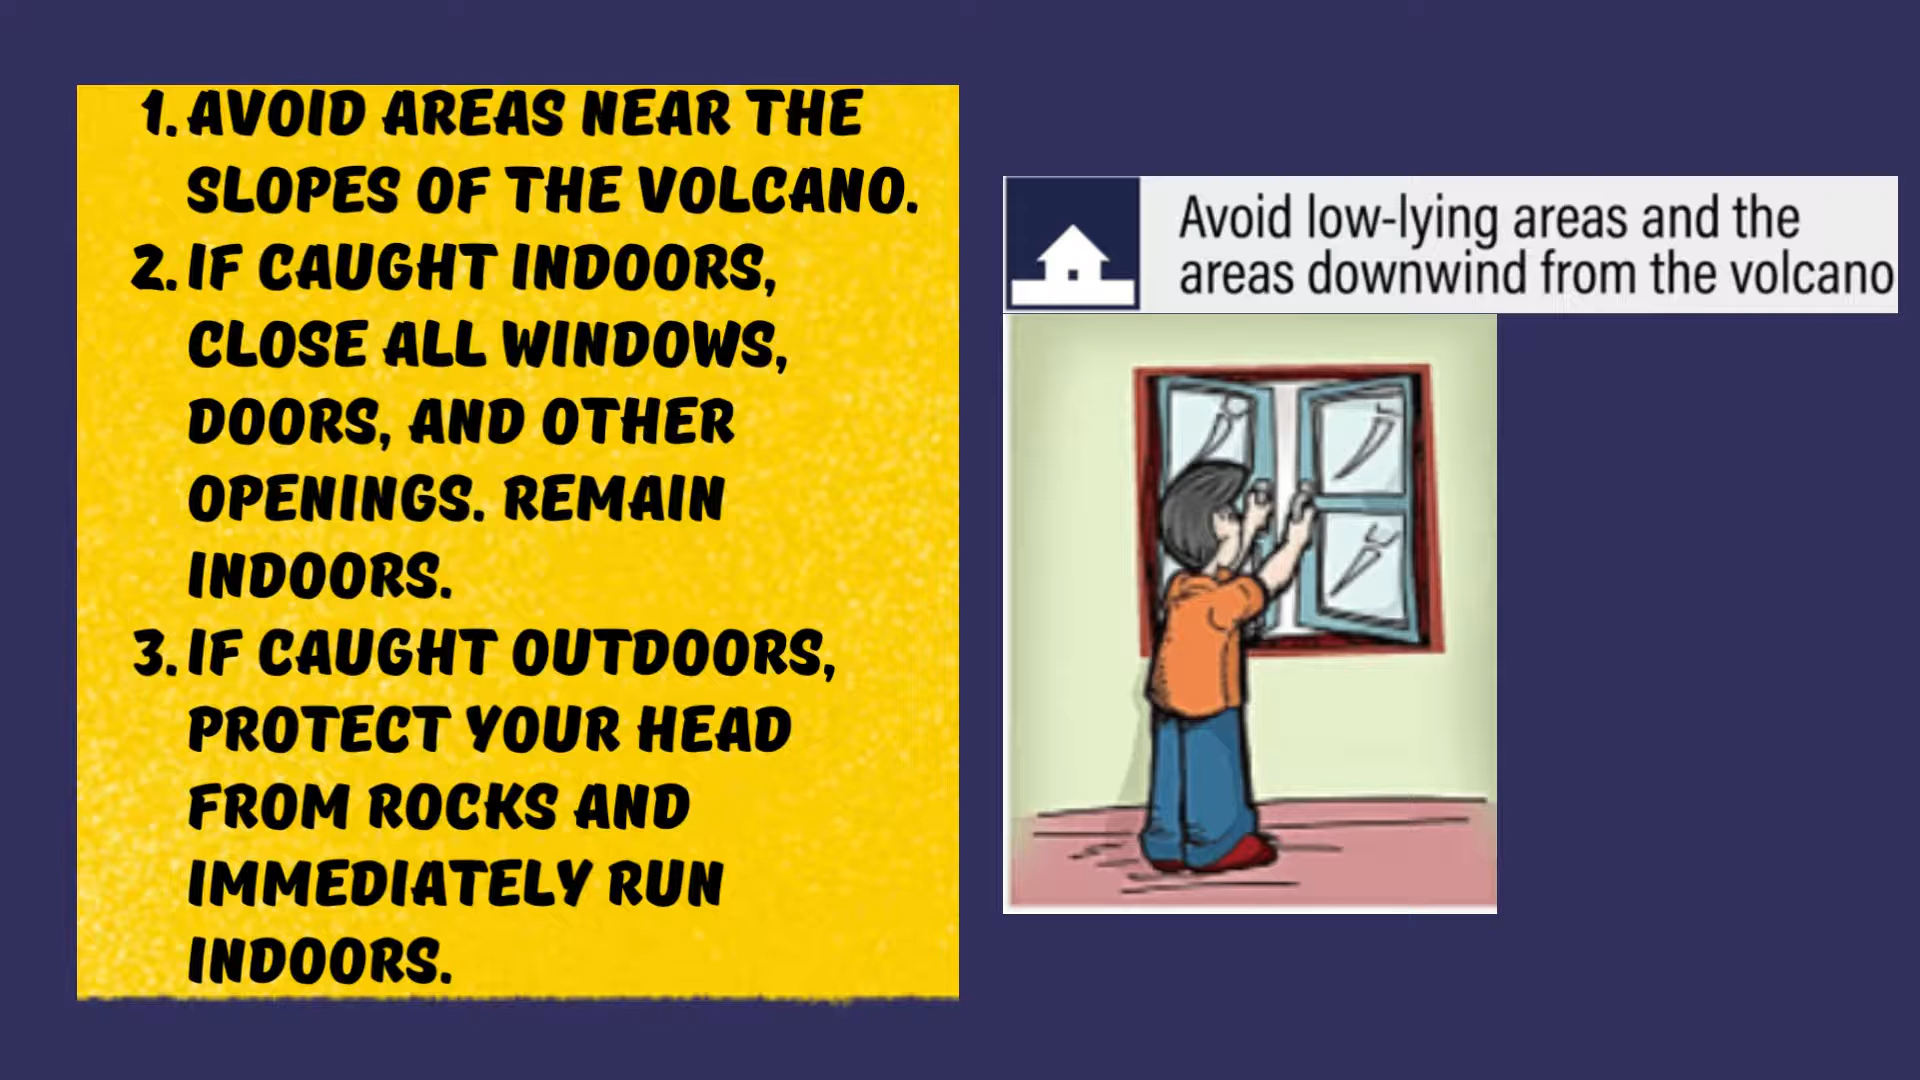 1. AVOID AREAS NEAR THE
SLOPES OF THE VOLCANO.
2. IF CAUGHT INDOORS,
CLOSE ALL WINDOWS,
DOORS, AND OTHER
OPENINGS. REMAIN
INDOORS.
3. IF CAUGHT OUTDOORS,
PROTECT YOUR HEAD
FROM ROCKS AND
IMMEDIATELY RUN
INDOORS.
Avoid low-lying areas and the
areas downwind from the volcano